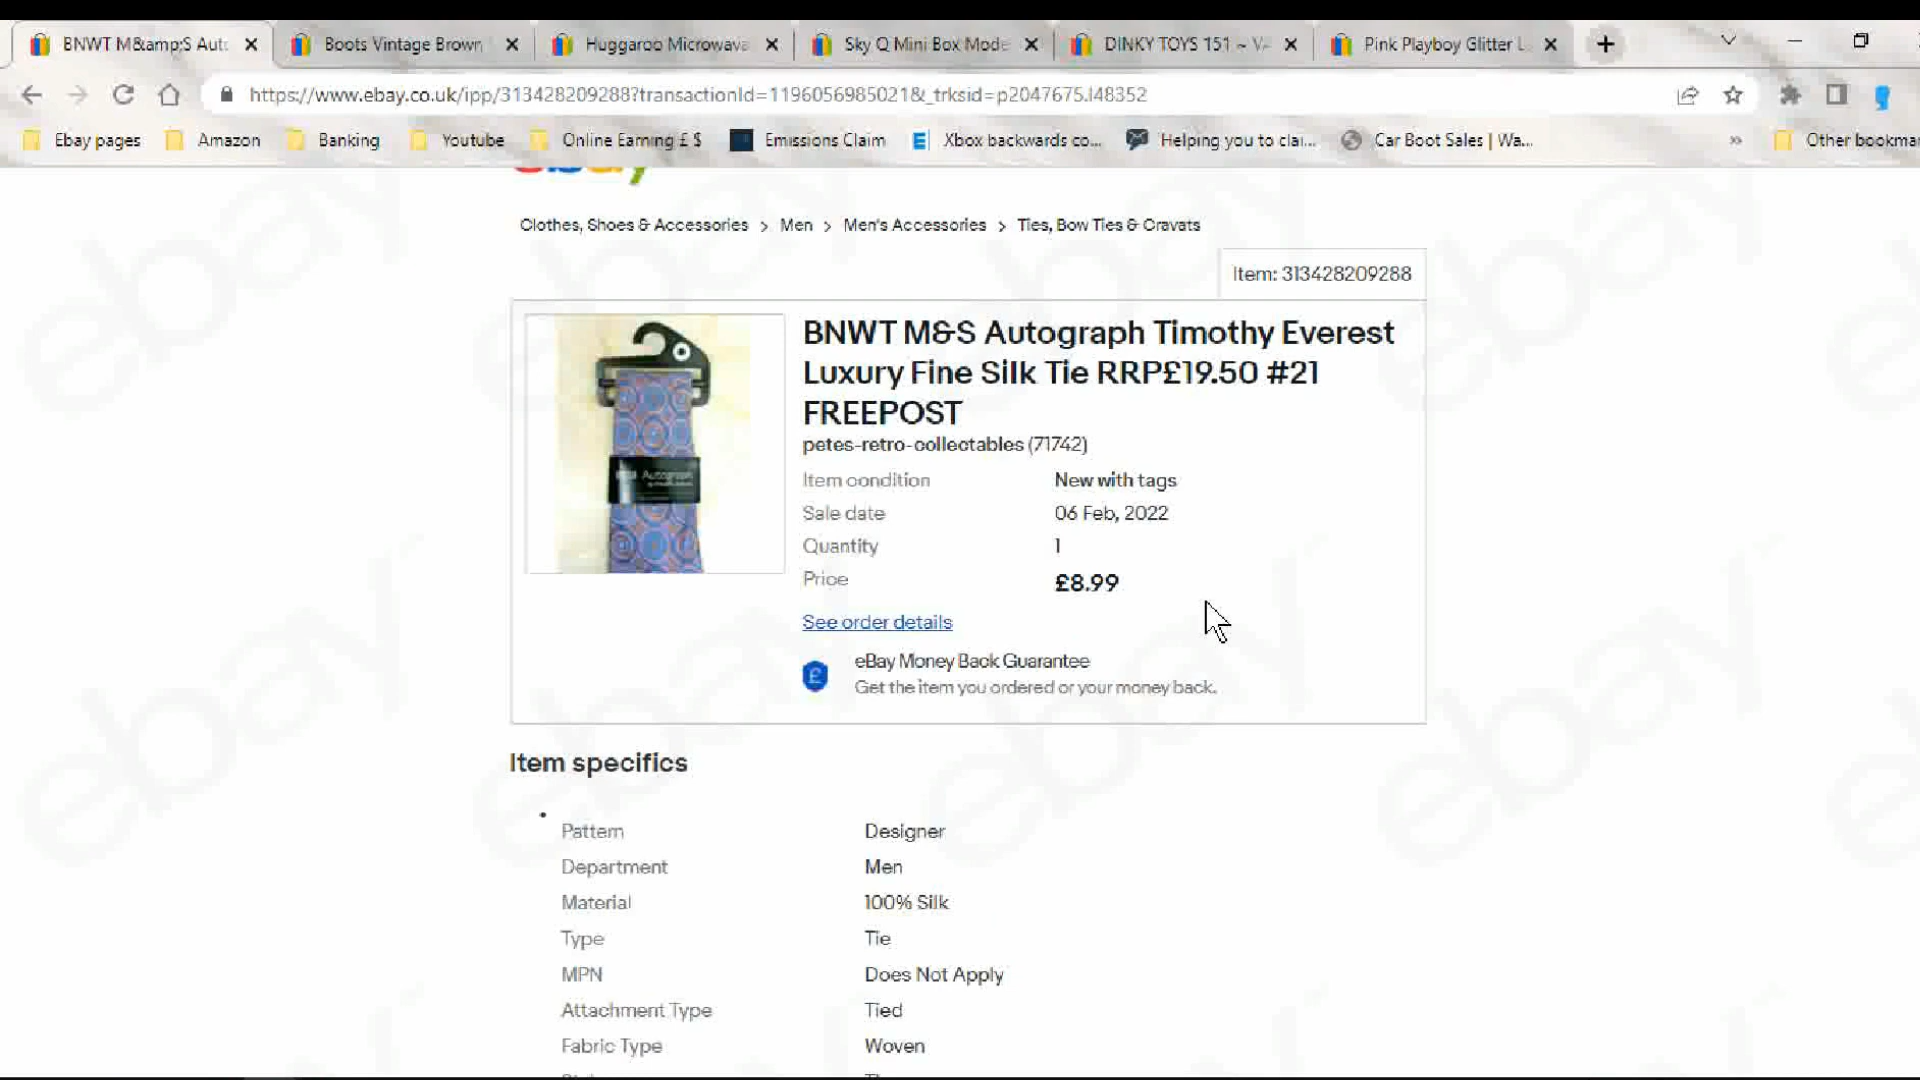 BNWT M&amp;S Aut
Boots Vintage Brown
Huggaroo Microwava
Sky Q Mini Box Mode
DINKY TOYS 151 ~ V
Pink Playboy Glitter L
https://www.ebay.co.uk/ipp/313428209288?transactionId=1196056985021&_trksid=p2047675.l48352
Ebay pages
Amazon
Banking
Youtube
Online Earning £ $
Emissions Claim
Xbox backwards co...
Helping you to clai...
Car Boot Sales | Wa...
»
Other bookmar
ebay
Clothes, Shoes & Accessories > Men > Men's Accessories > Ties, Bow Ties & Cravats
Item: 313428209288
BNWT M&S Autograph Timothy Everest
Luxury Fine Silk Tie RRP£19.50 #21
FREEPOST
petes-retro-collectables (71742)
Item condition New with tags
Sale date 06 Feb, 2022
Quantity 1
Price £8.99
See order details
eBay Money Back Guarantee
Get the item you ordered or your money back.
Autograph
Item specifics
Pattern Designer
Department Men
Material 100% Silk
Type Tie
MPN Does Not Apply
Attachment Type Tied
Fabric Type Woven